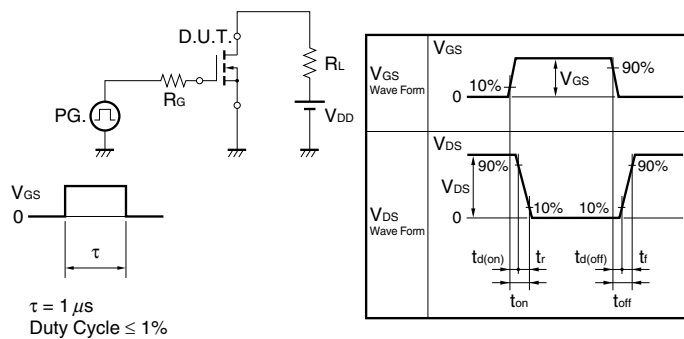 D.U.T.
RL
RG
PG.
VDD
VGS
0
τ
τ = 1 μs
Duty Cycle ≤ 1%
VGS
Wave Form
VGS
10%
VGS
90%
0
VDS
Wave Form
VDS
90%
VDS
90%
10%
10%
0
td(on)
tr
td(off)
tf
ton
toff